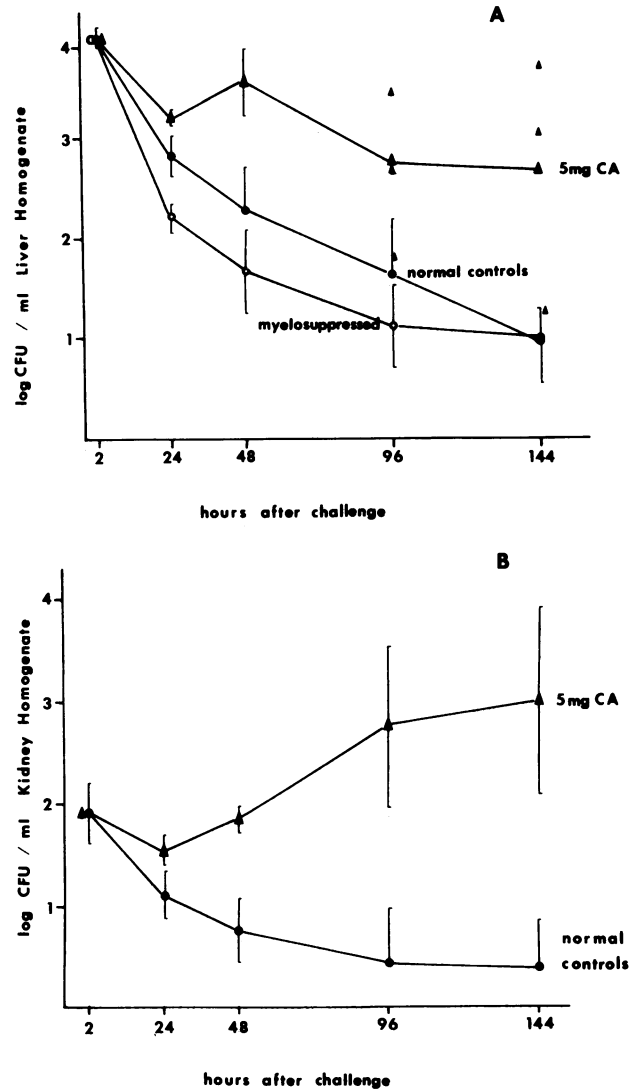 A
4
3
2
1
log CFU / ml Liver Homogenate
5mg CA
normal controls
myelosuppressed
2 24 48 96 144
hours after challenge
B
4
3
2
1
log CFU / ml Kidney Homogenate
5mg CA
normal
controls
2 24 48 96 144
hours after challenge